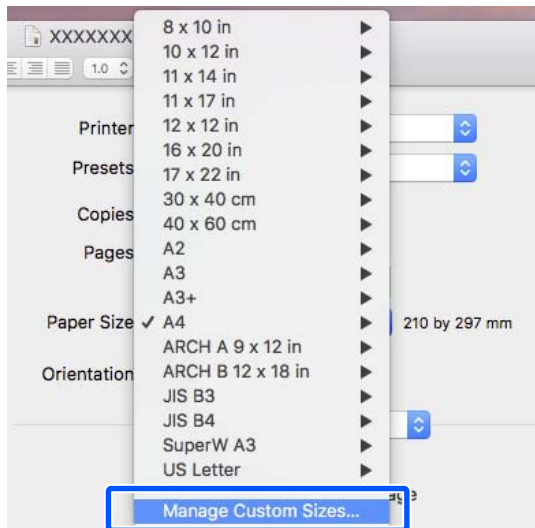 XXXXXXX
1.0
8 x 10 in
10 x 12 in
11 x 14 in
11 x 17 in
12 x 12 in
16 x 20 in
17 x 22 in
30 x 40 cm
40 x 60 cm
A2
A3
A3+
✓ A4
ARCH A 9 x 12 in
ARCH B 12 x 18 in
JIS B3
JIS B4
SuperW A3
US Letter
Manage Custom Sizes...
Printer
Presets
Copies
Pages
Paper Size
210 by 297 mm
Orientation